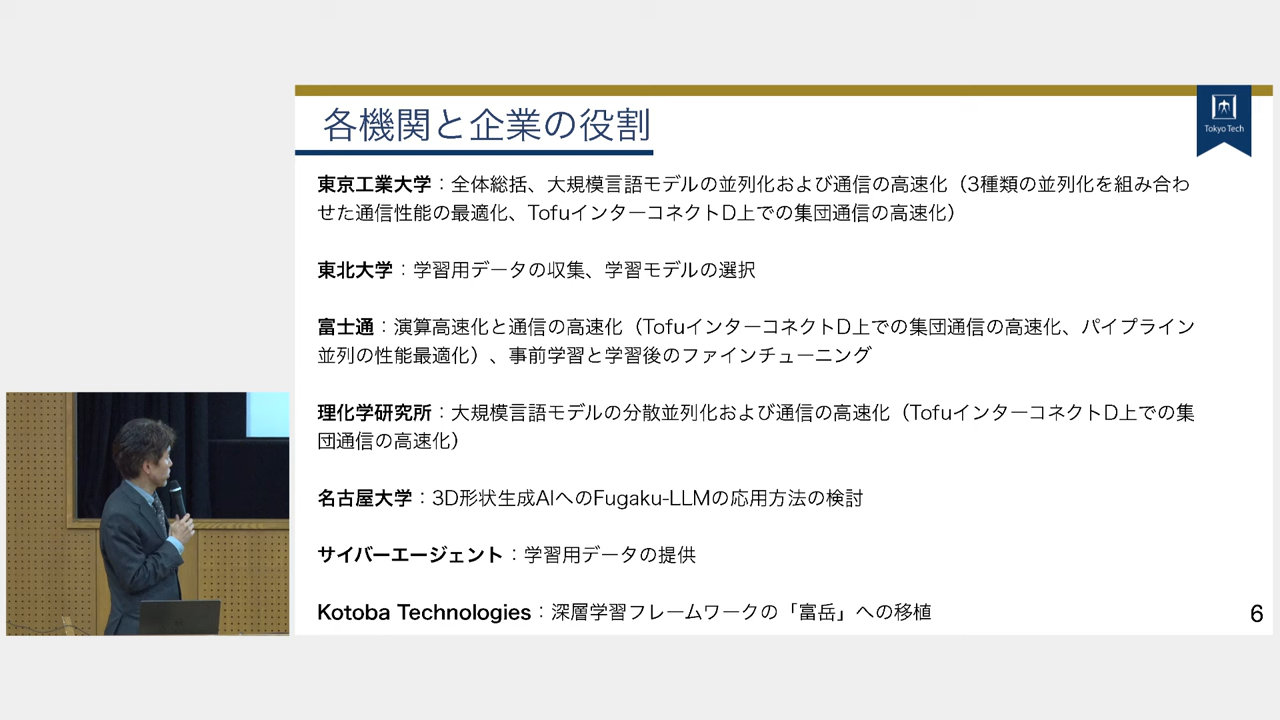 各機関と企業の役割
Tokyo Tech
東京工業大学：全体総括、大規模言語モデルの並列化および通信の高速化（3種類の並列化を組み合わ
せた通信性能の最適化、TofuインターコネクトD上での集団通信の高速化）
東北大学：学習用データの収集、学習モデルの選択
富士通：演算高速化と通信の高速化（TofuインターコネクトD上での集団通信の高速化、パイプライン
並列の性能最適化）、事前学習と学習後のファインチューニング
理化学研究所：大規模言語モデルの分散並列化および通信の高速化（TofuインターコネクトD上での集
団通信の高速化）
名古屋大学：3D形状生成AIへのFugaku-LLMの応用方法の検討
サイバーエージェント：学習用データの提供
Kotoba Technologies：深層学習フレームワークの「富岳」への移植
6